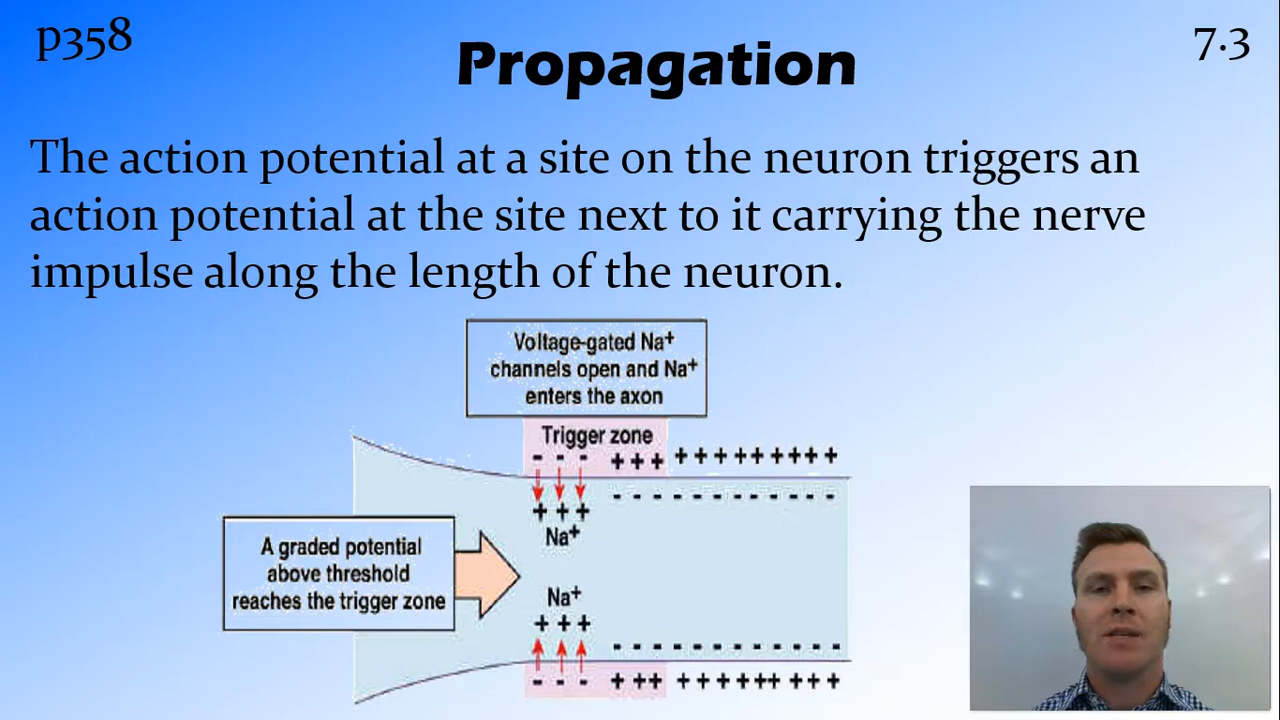 p358
Propagation
7.3
The action potential at a site on the neuron triggers an
action potential at the site next to it carrying the nerve
impulse along the length of the neuron.
Voltage-gated Na+
channels open and Na+
enters the axon
Trigger zone
- - - + + + + + + + + + + + +
- - - - - - - - - - - -
+ + +
Na+
A graded potential
above threshold
reaches the trigger zone
Na+
+ + +
- - - - - - - - - - - -
- - - + + + + + + + + + + + +